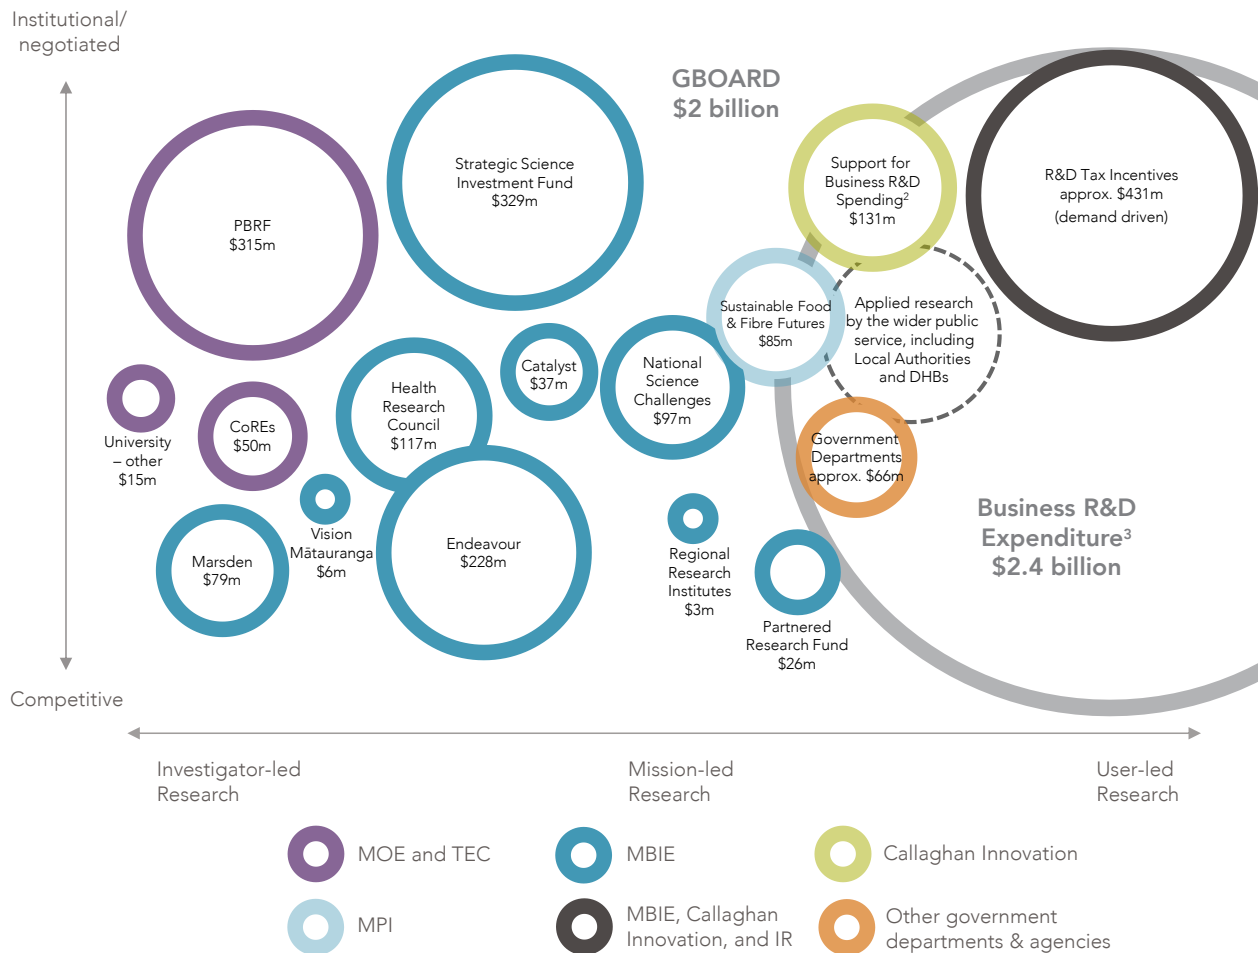 Institutional/
negotiated
GBOARD
$2 billion
Strategic Science
Investment Fund
$329m
Support for
Business R&D
Spending²
$131m
R&D Tax Incentives
approx. $431m
(demand driven)
PBRF
$315m
Sustainable Food
& Fibre Futures
$85m
Applied research
by the wider public
service, including
Local Authorities
and DHBs
Catalyst
$37m
National
Science
Challenges
$97m
Health
Research
Council
$117m
University
– other
$15m
CoREs
$50m
Government
Departments
approx. $66m
Vision
Mātauranga
$6m
Marsden
$79m
Endeavour
$228m
Regional
Research
Institutes
$3m
Partnered
Research Fund
$26m
Business R&D
Expenditure³
$2.4 billion
Competitive
Investigator-led
Research
Mission-led
Research
User-led
Research
MOE and TEC
MBIE
Callaghan Innovation
MPI
MBIE, Callaghan
Innovation, and IR
Other government
departments & agencies